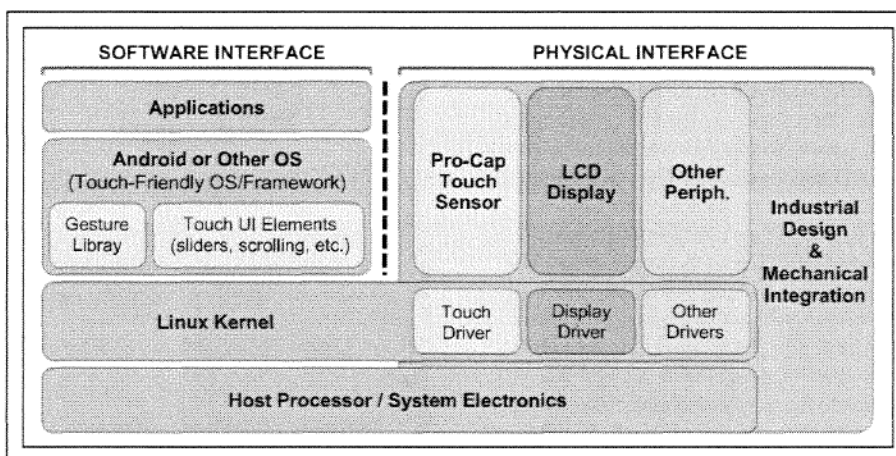 SOFTWARE INTERFACE
PHYSICAL INTERFACE
Applications
Android or Other OS
(Touch-Friendly OS/Framework)
Gesture
Libray
Touch UI Elements
(sliders, scrolling, etc.)
Pro-Cap
Touch
Sensor
LCD
Display
Other
Periph.
Industrial
Design
&
Mechanical
Integration
Linux Kernel
Touch
Driver
Display
Driver
Other
Drivers
Host Processor / System Electronics